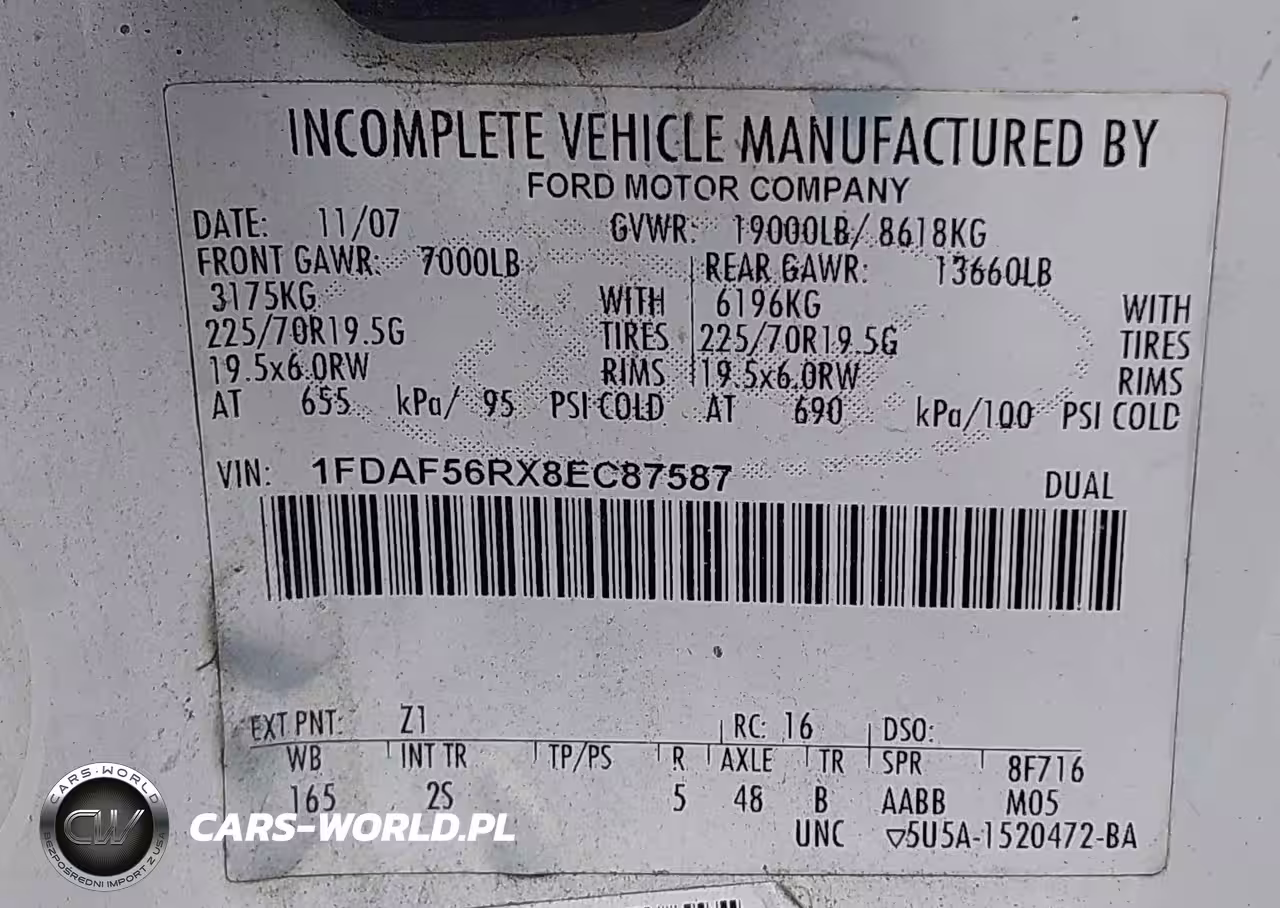 INCOMPLETE VEHICLE MANUFACTURED BY
FORD MOTOR COMPANY
DATE: 11/07 GVWR: 19000LB/ 8618KG
FRONT GAWR: 7000LB REAR GAWR: 13660LB
3175KG WITH 6196KG WITH
225/70R19.5G TIRES 225/70R19.5G TIRES
19.5x6.0RW RIMS 19.5x6.0RW RIMS
AT 655 kPa/ 95 PSI COLD AT 690 kPa/100 PSI COLD
VIN: 1FDAF56RX8EC87587 DUAL
EXT PNT: Z1 RC: 16 DSO:
WB INT TR TP/PS R AXLE TR SPR 8F716
165 2S 5 48 B AABB M05
UNC ▽5U5A-1520472-BA
CARS-WORLD
CW
BEZPOŚREDNI IMPORT Z USA
CARS-WORLD.PL